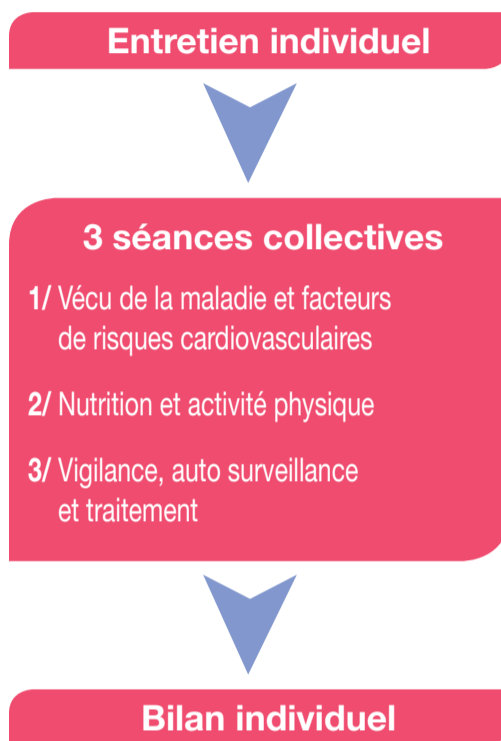 Entretien individuel
3 séances collectives
1/ Vécu de la maladie et facteurs
de risques cardiovasculaires
2/ Nutrition et activité physique
3/ Vigilance, auto surveillance
et traitement
Bilan individuel